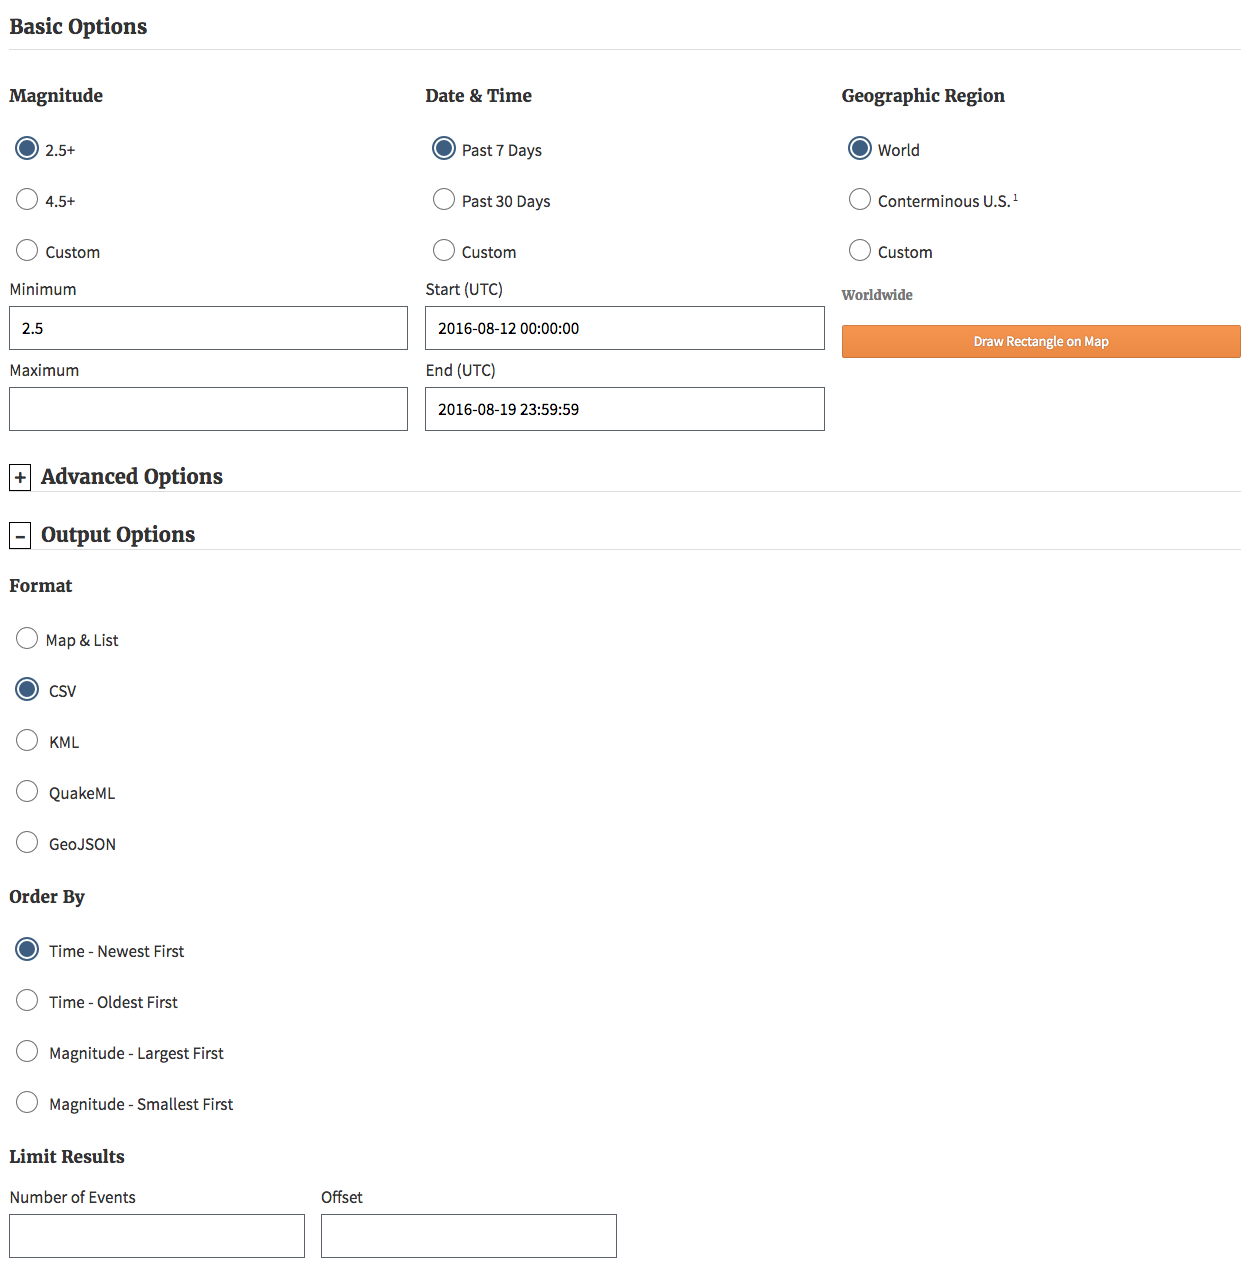 Basic Options
Magnitude
2.5+
4.5+
Custom
Minimum
2.5
Maximum
Date & Time
Past 7 Days
Past 30 Days
Custom
Start (UTC)
2016-08-12 00:00:00
End (UTC)
2016-08-19 23:59:59
Geographic Region
World
Conterminous U.S. 1
Custom
Worldwide
Draw Rectangle on Map
+ Advanced Options
– Output Options
Format
Map & List
CSV
KML
QuakeML
GeoJSON
Order By
Time - Newest First
Time - Oldest First
Magnitude - Largest First
Magnitude - Smallest First
Limit Results
Number of Events
Offset